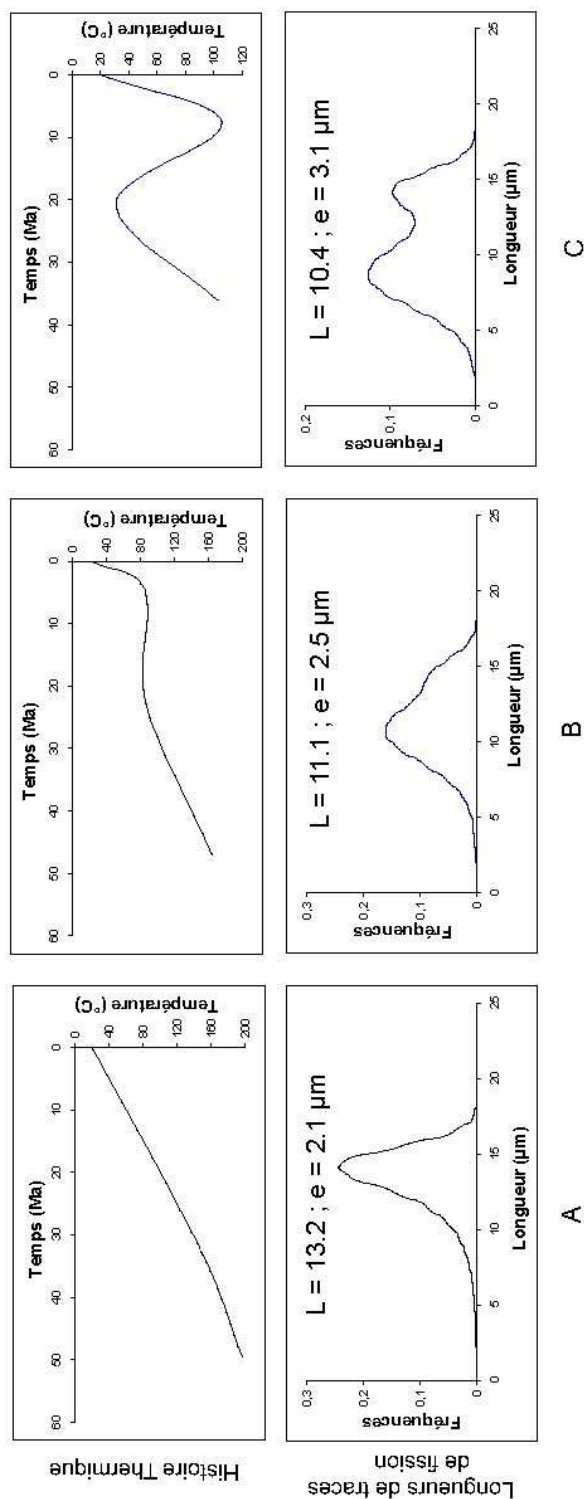 Histoire Thermique
Temps (Ma)
60 50 40 30 20 10 0
0
40
80
120
160
200
Température (°C)
Temps (Ma)
60 50 40 30 20 10 0
0
40
80
120
160
200
Température (°C)
Temps (Ma)
60 50 40 30 20 10 0
0
20
40
60
80
100
120
Température (°C)
Longueurs de traces
de fission
L = 13.2 ; e = 2.1 µm
0,3
0,2
0,1
0
Fréquences
0 5 10 15 20 25
Longueur (µm)
L = 11.1 ; e = 2.5 µm
0,3
0,2
0,1
0
Fréquences
0 5 10 15 20 25
Longueur (µm)
L = 10.4 ; e = 3.1 µm
0,2
0,1
0
Fréquences
0 5 10 15 20 25
Longueur (µm)
A
B
C